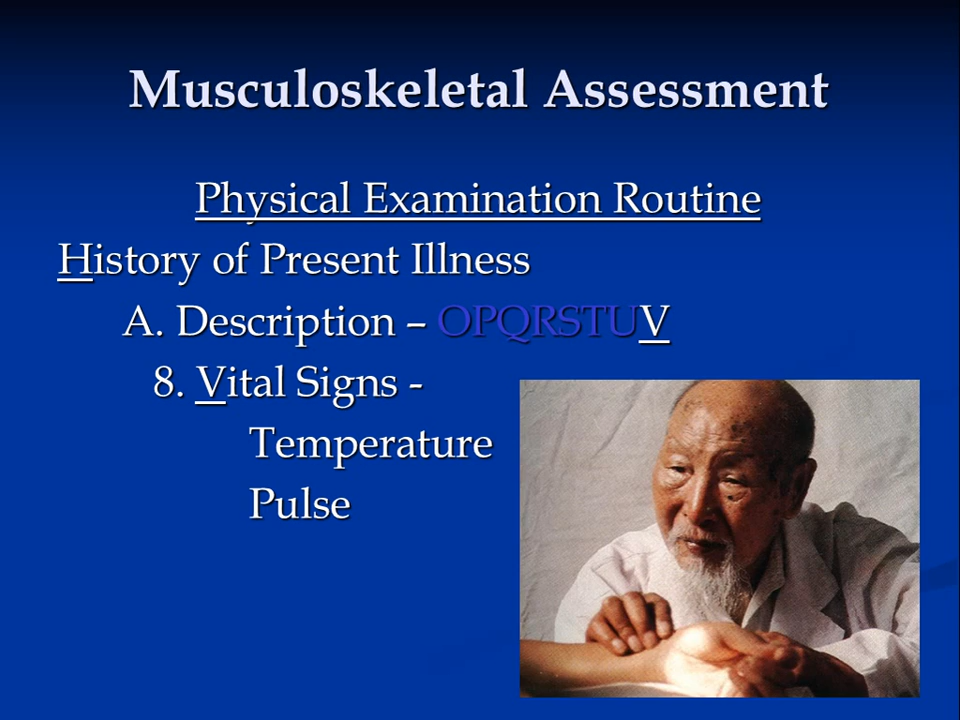 Musculoskeletal Assessment
Physical Examination Routine
History of Present Illness
A. Description – OPQRSTUV
8. Vital Signs -
Temperature
Pulse